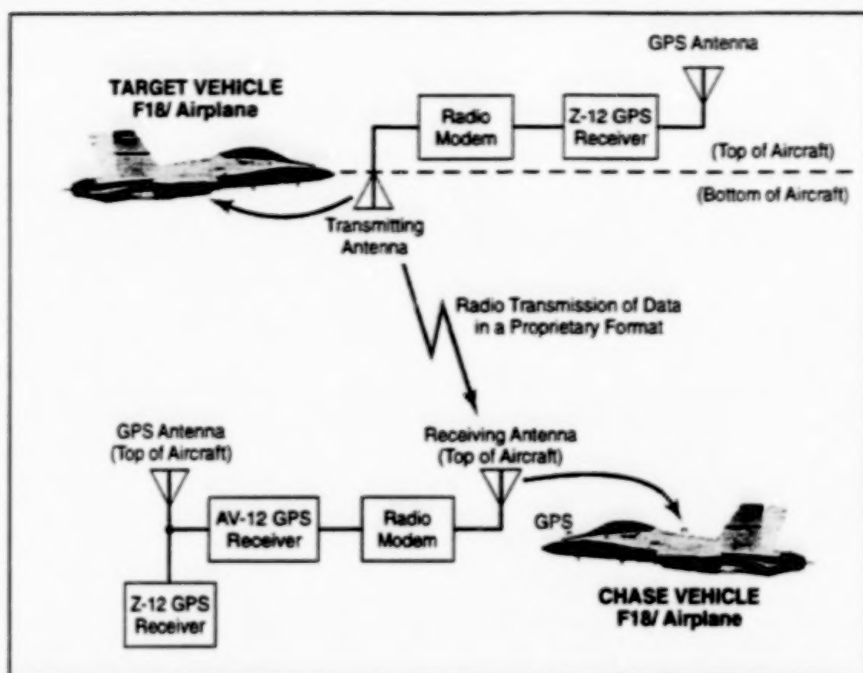 GPS Antenna
TARGET VEHICLE
F18/ Airplane
Radio
Modem
Z-12 GPS
Receiver
(Top of Aircraft)
(Bottom of Aircraft)
Transmitting
Antenna
Radio Transmission of Data
in a Proprietary Format
GPS Antenna
(Top of Aircraft)
Receiving Antenna
(Top of Aircraft)
AV-12 GPS
Receiver
Radio
Modem
GPS
Z-12 GPS
Receiver
CHASE VEHICLE
F18/ Airplane